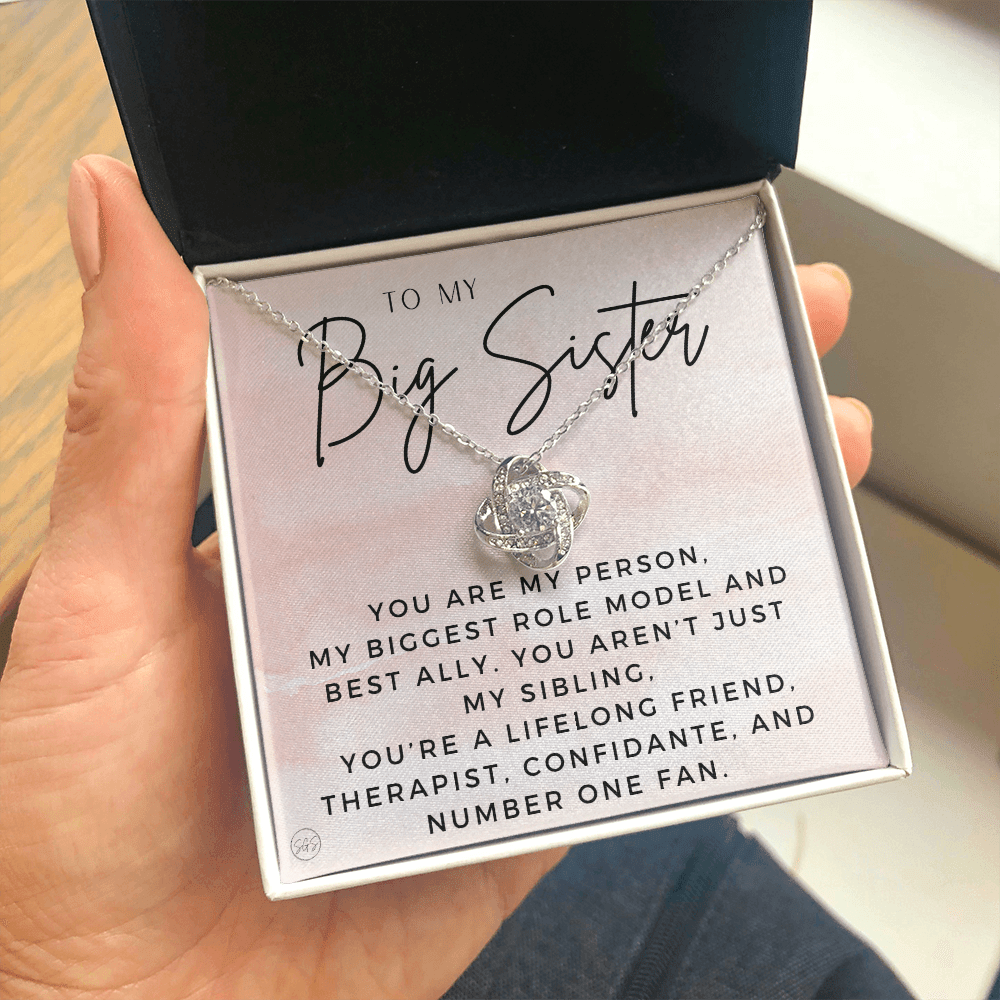 TO MY
Big Sister
YOU ARE MY PERSON,
MY BIGGEST ROLE MODEL AND
BEST ALLY. YOU AREN'T JUST
MY SIBLING,
YOU'RE A LIFELONG FRIEND,
THERAPIST, CONFIDANTE, AND
NUMBER ONE FAN.
SGS